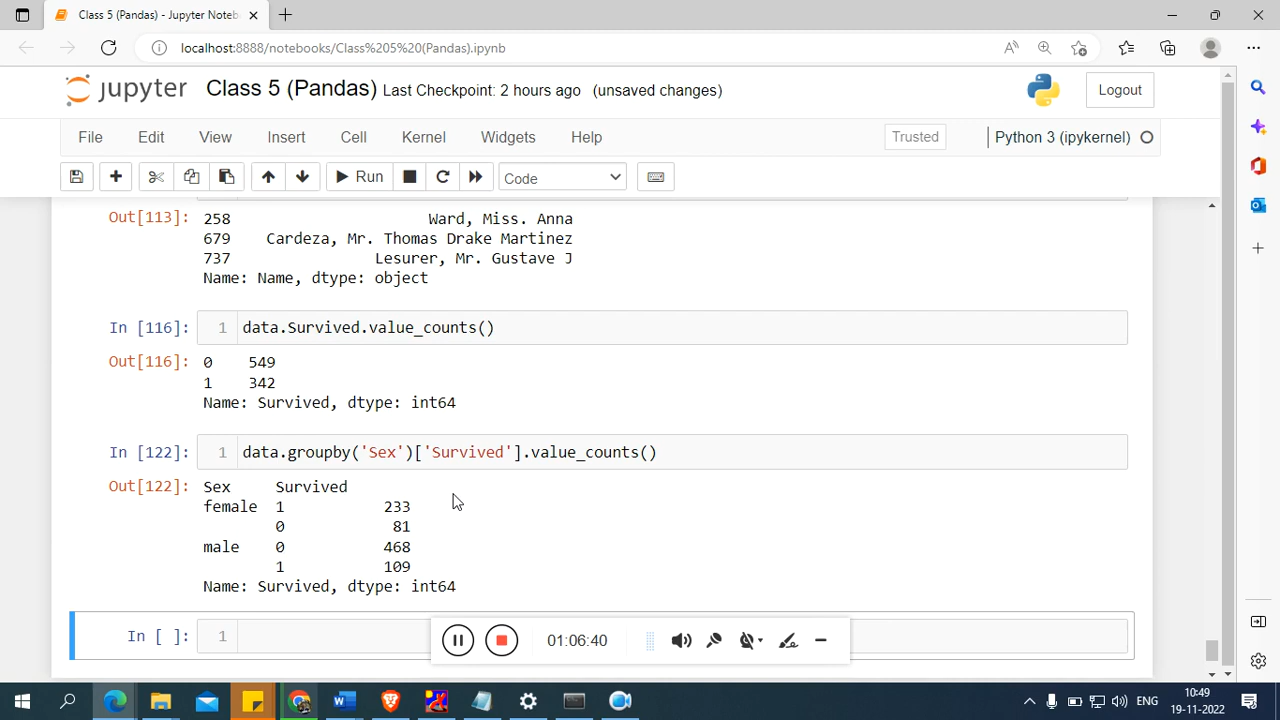 Class 5 (Pandas) - Jupyter Noteb
localhost:8888/notebooks/Class%205%20(Pandas).ipynb
jupyter Class 5 (Pandas) Last Checkpoint: 2 hours ago (unsaved changes)
Logout
File Edit View Insert Cell Kernel Widgets Help
Trusted
Python 3 (ipykernel)
Run
Code
Out[113]: 258 Ward, Miss. Anna
679 Cardeza, Mr. Thomas Drake Martinez
737 Lesurer, Mr. Gustave J
Name: Name, dtype: object
In [116]: 1 data.Survived.value_counts()
Out[116]: 0 549
1 342
Name: Survived, dtype: int64
In [122]: 1 data.groupby('Sex')['Survived'].value_counts()
Out[122]: Sex Survived
female 1 233
0 81
male 0 468
1 109
Name: Survived, dtype: int64
In [ ]: 1
01:06:40
ENG
10:49
19-11-2022